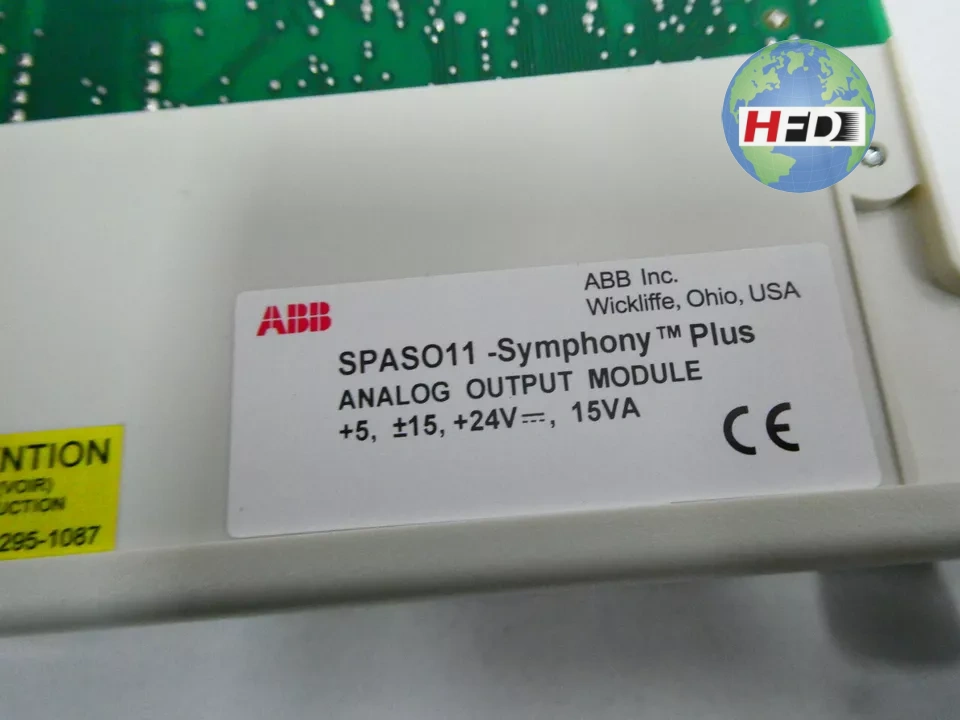 HFD
ABB
ABB Inc.
Wickliffe, Ohio, USA
SPASO11 -Symphony™ Plus
ANALOG OUTPUT MODULE
+5, ±15, +24V⎓, 15VA
CE
NTION
(VOIR)
UCTION
295-1087